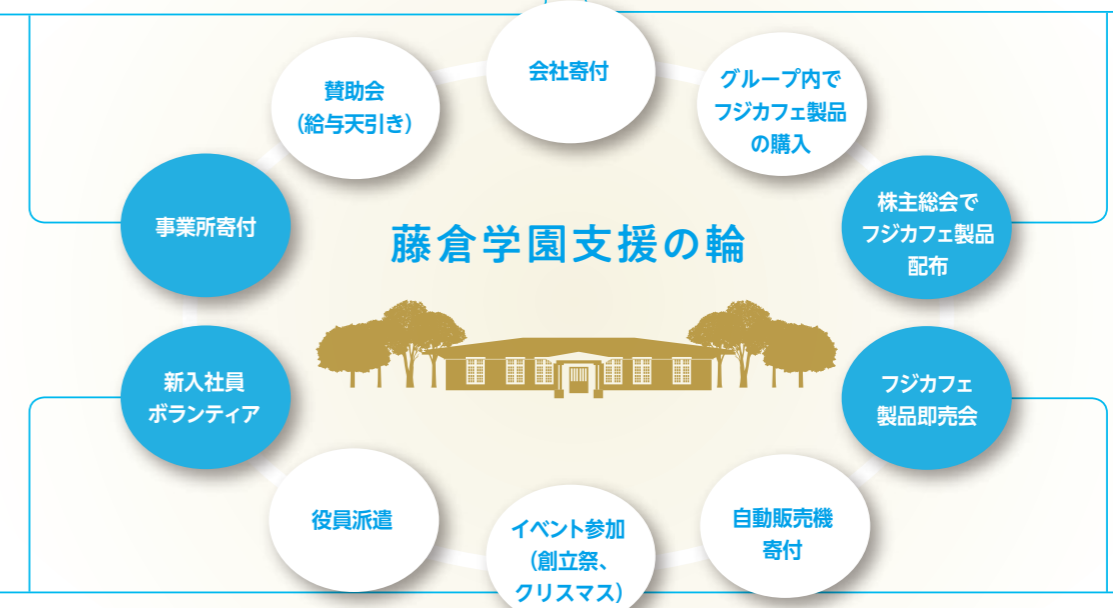 会社寄付
賛助会
（給与天引き）
グループ内で
フジカフェ製品
の購入
事業所寄付
株主総会で
フジカフェ製品
配布
藤倉学園支援の輪
新入社員
ボランティア
フジカフェ
製品即売会
役員派遣
イベント参加
（創立祭、
クリスマス）
自動販売機
寄付